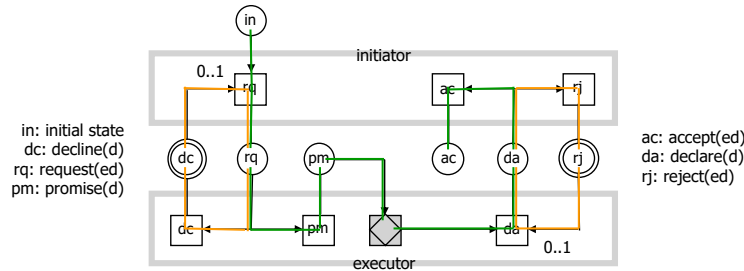 in
initiator
0..1
rq
ac
rj
in: initial state
dc: decline(d)
rq: request(ed)
pm: promise(d)
dc
rq
pm
ac
da
rj
ac: accept(ed)
da: declare(d)
rj: reject(ed)
dc
pm
da
0..1
executor